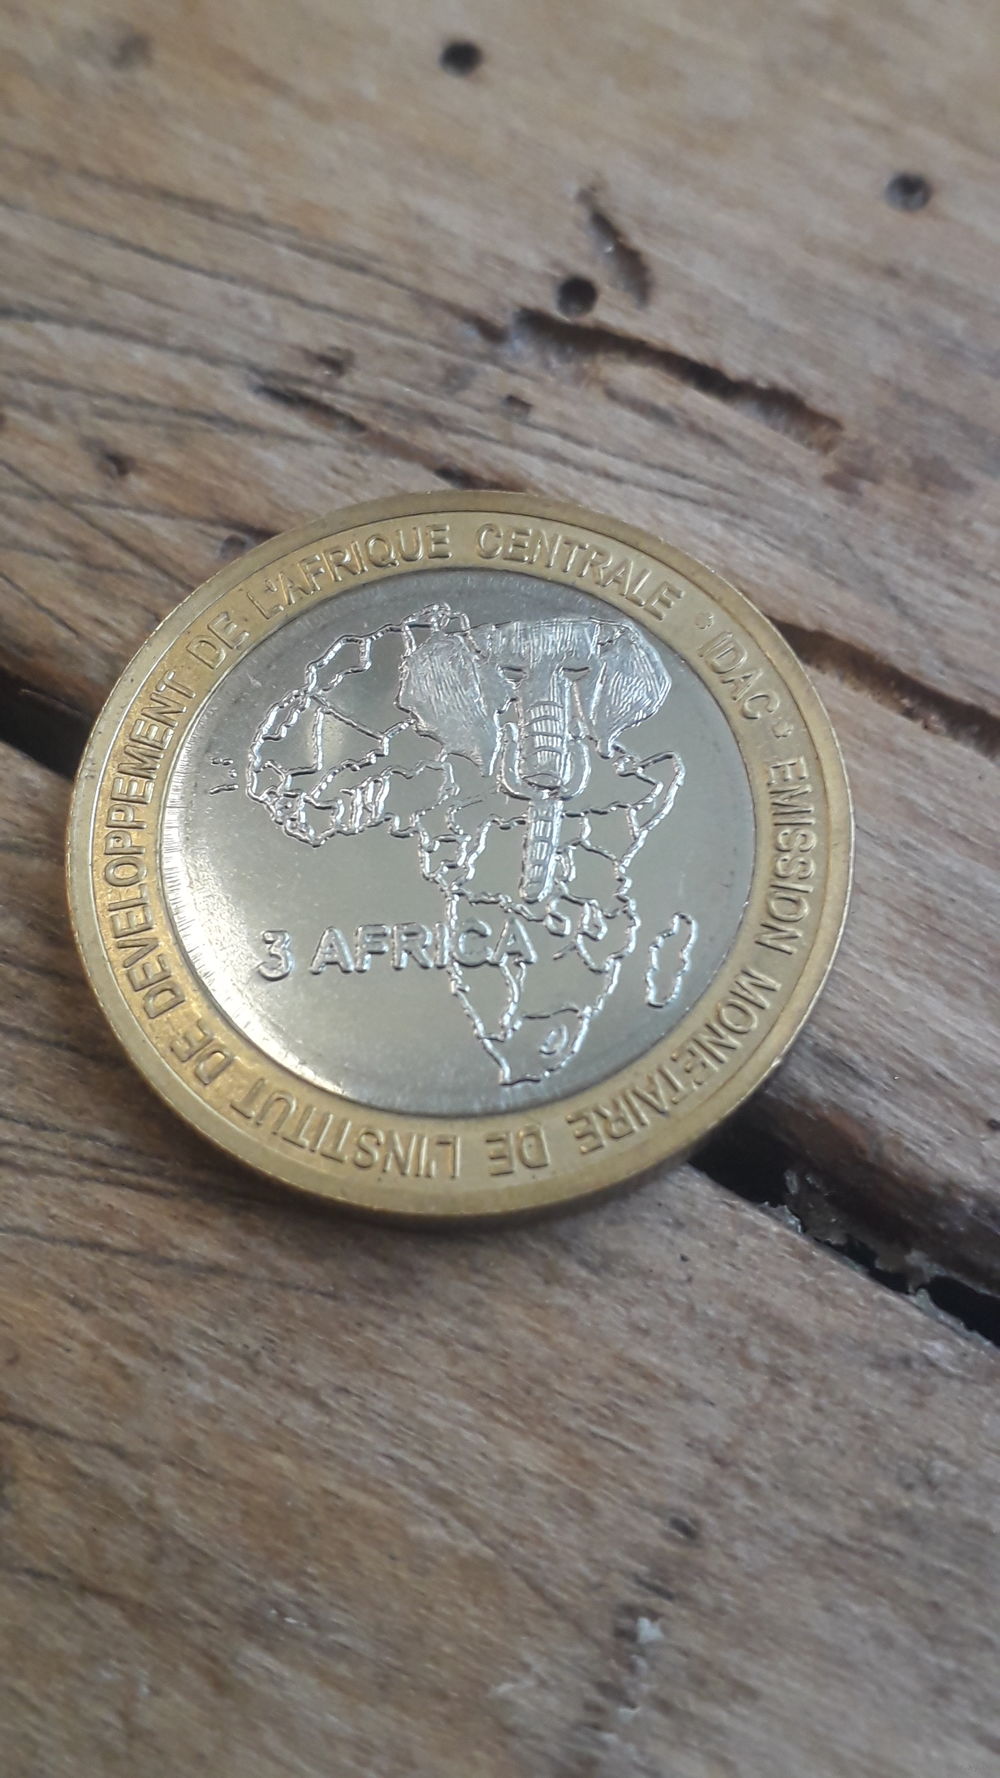 EMISSION MONETAIRE DE L'INSTITUT DE DEVELOPPEMENT DE L'AFRIQUE CENTRALE • IDAC •
3 AFRICA